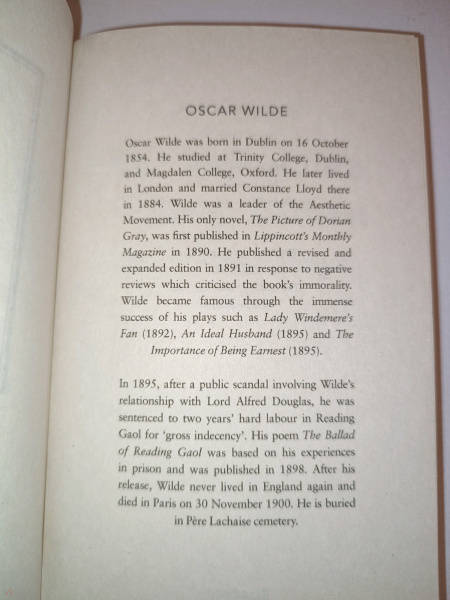 OSCAR WILDE
Oscar Wilde was born in Dublin on 16 October
1854. He studied at Trinity College, Dublin,
and Magdalen College, Oxford. He later lived
in London and married Constance Lloyd there
in 1884. Wilde was a leader of the Aesthetic
Movement. His only novel, The Picture of Dorian
Gray, was first published in Lippincott's Monthly
Magazine in 1890. He published a revised and
expanded edition in 1891 in response to negative
reviews which criticised the book's immorality.
Wilde became famous through the immense
success of his plays such as Lady Windemere's
Fan (1892), An Ideal Husband (1895) and The
Importance of Being Earnest (1895).
In 1895, after a public scandal involving Wilde's
relationship with Lord Alfred Douglas, he was
sentenced to two years' hard labour in Reading
Gaol for 'gross indecency'. His poem The Ballad
of Reading Gaol was based on his experiences
in prison and was published in 1898. After his
release, Wilde never lived in England again and
died in Paris on 30 November 1900. He is buried
in Père Lachaise cemetery.